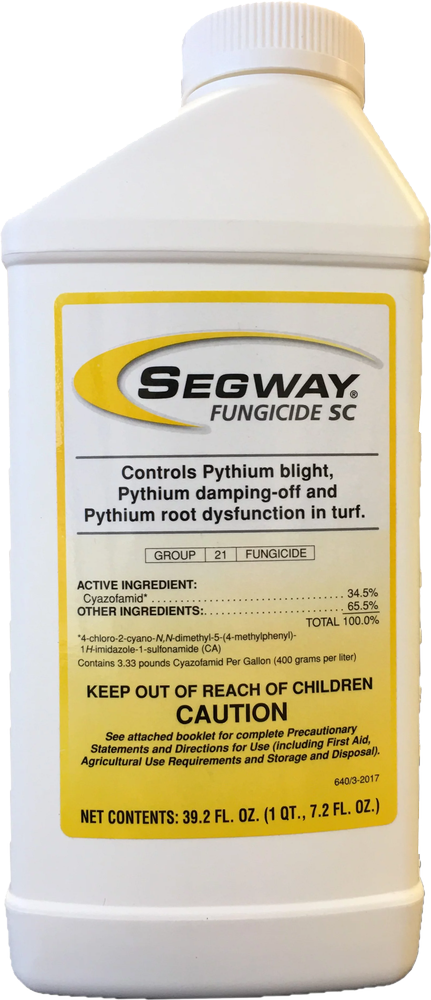 SEGWAY®
FUNGICIDE SC
Controls Pythium blight,
Pythium damping-off and
Pythium root dysfunction in turf.
GROUP 21 FUNGICIDE
ACTIVE INGREDIENT:
Cyazofamid* . . . . . . . . . . . . . . . . . . . . . . . . . . . . . . . . 34.5%
OTHER INGREDIENTS:. . . . . . . . . . . . . . . . . . . . . . . 65.5%
TOTAL 100.0%
*4-chloro-2-cyano-N,N-dimethyl-5-(4-methylphenyl)-
1H-imidazole-1-sulfonamide (CA)
Contains 3.33 pounds Cyazofamid Per Gallon (400 grams per liter)
KEEP OUT OF REACH OF CHILDREN
CAUTION
See attached booklet for complete Precautionary
Statements and Directions for Use (including First Aid,
Agricultural Use Requirements and Storage and Disposal).
640/3-2017
NET CONTENTS: 39.2 FL. OZ. (1 QT., 7.2 FL. OZ.)